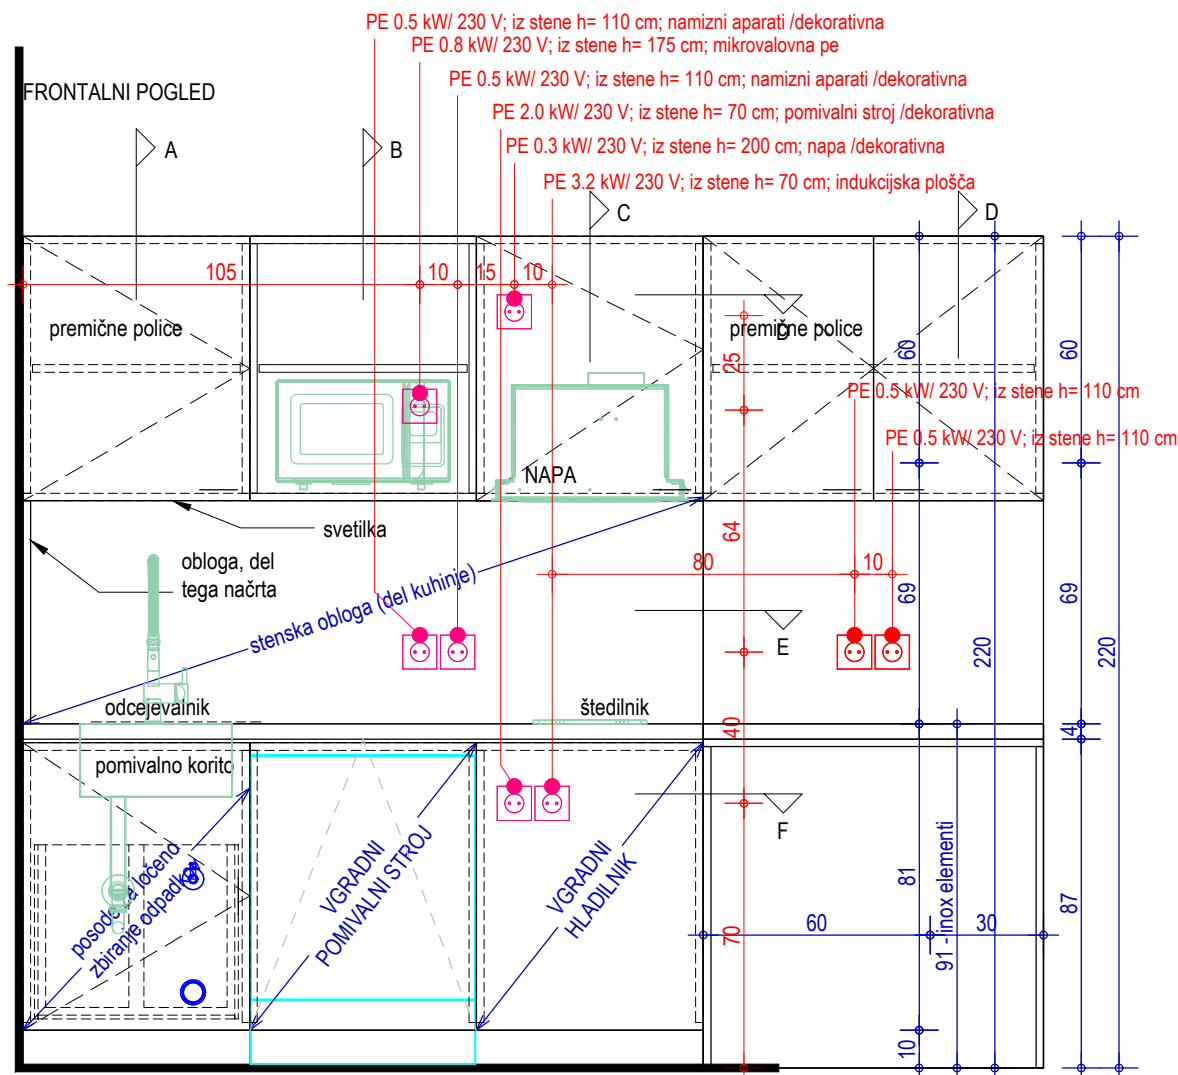 PE 0.5 kW/ 230 V; iz stene h= 110 cm; namizni aparati /dekorativna
PE 0.8 kW/ 230 V; iz stene h= 175 cm; mikrovalovna pe
PE 0.5 kW/ 230 V; iz stene h= 110 cm; namizni aparati /dekorativna
FRONTALNI POGLED
PE 2.0 kW/ 230 V; iz stene h= 70 cm; pomivalni stroj /dekorativna
PE 0.3 kW/ 230 V; iz stene h= 200 cm; napa /dekorativna
A
B
PE 3.2 kW/ 230 V; iz stene h= 70 cm; indukcijska plošča
C
D
105
10
15
10
premične police
premične police
D
60
60
25
PE 0.5 kW/ 230 V; iz stene h= 110 cm
PE 0.5 kW/ 230 V; iz stene h= 110 cm
NAPA
svetilka
64
obloga, del
tega načrta
80
10
stenska obloga (del kuhinje)
69
69
E
220
220
odcejevalnik
štedilnik
40
4
pomivalno korito
F
VGRADNI
POMIVALNI STROJ
VGRADNI
HLADILNIK
posode za ločeno
zbiranje odpadkov
81
91 - inox elementi
87
60
30
70
10